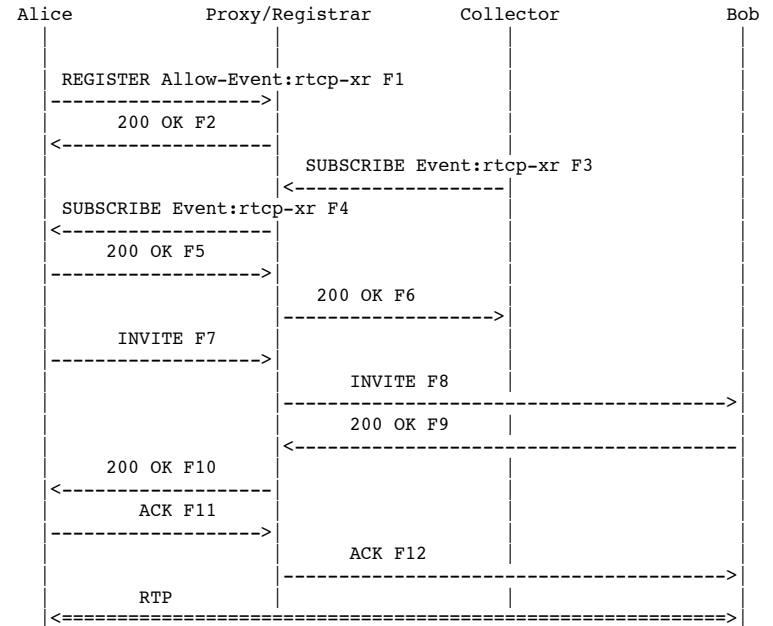 Alice Proxy/Registrar Collector Bob
REGISTER Allow-Event:rtcp-xr F1
200 OK F2
SUBSCRIBE Event:rtcp-xr F3
SUBSCRIBE Event:rtcp-xr F4
200 OK F5
200 OK F6
INVITE F7
INVITE F8
200 OK F9
200 OK F10
ACK F11
ACK F12
RTP